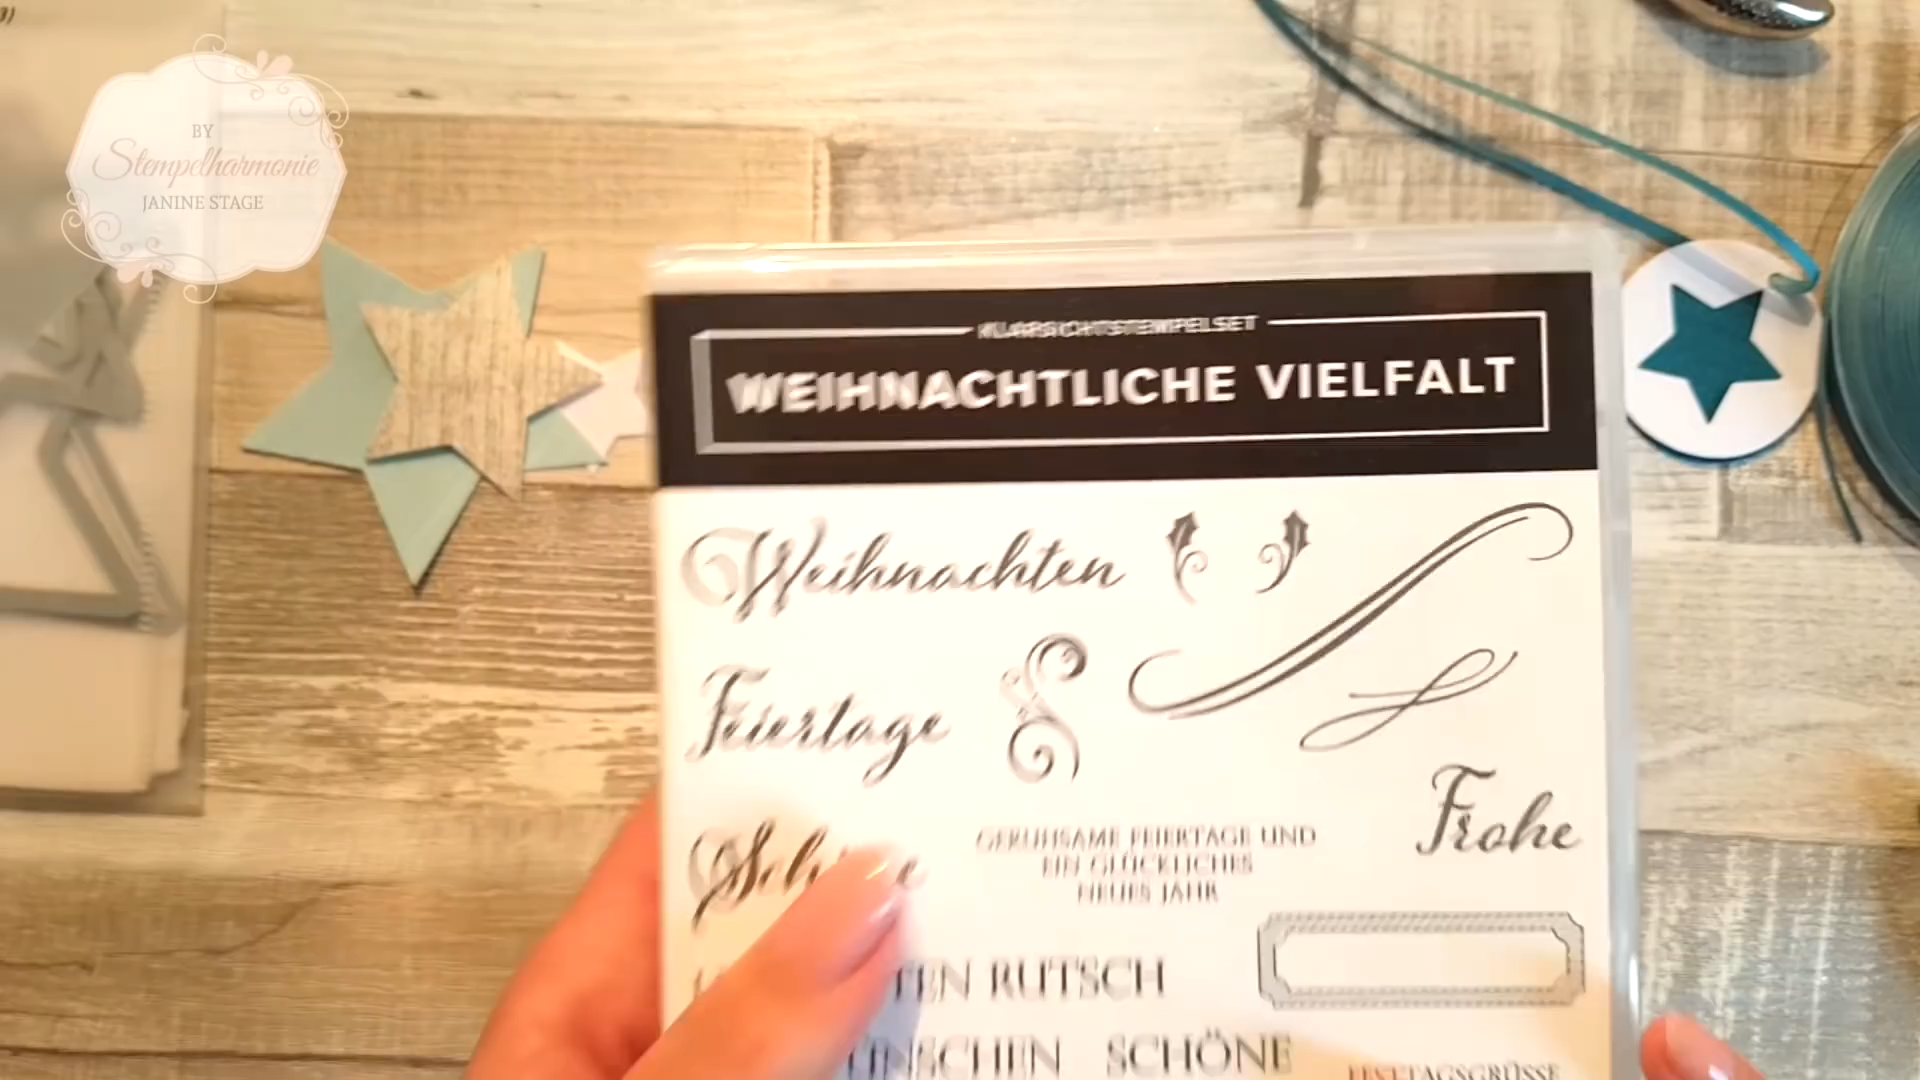 BY
Stempelharmonie
JANINE STAGE
KLARSICHTSTEMPELSET
WEIHNACHTLICHE VIELFALT
Weihnachten
Feiertage
Frohe
GERUHSAME FEIERTAGE UND
EIN GLÜCKLICHES
NEUES JAHR
RUTSCH
SCHÖNE
FESTTAGSGRÜSSE